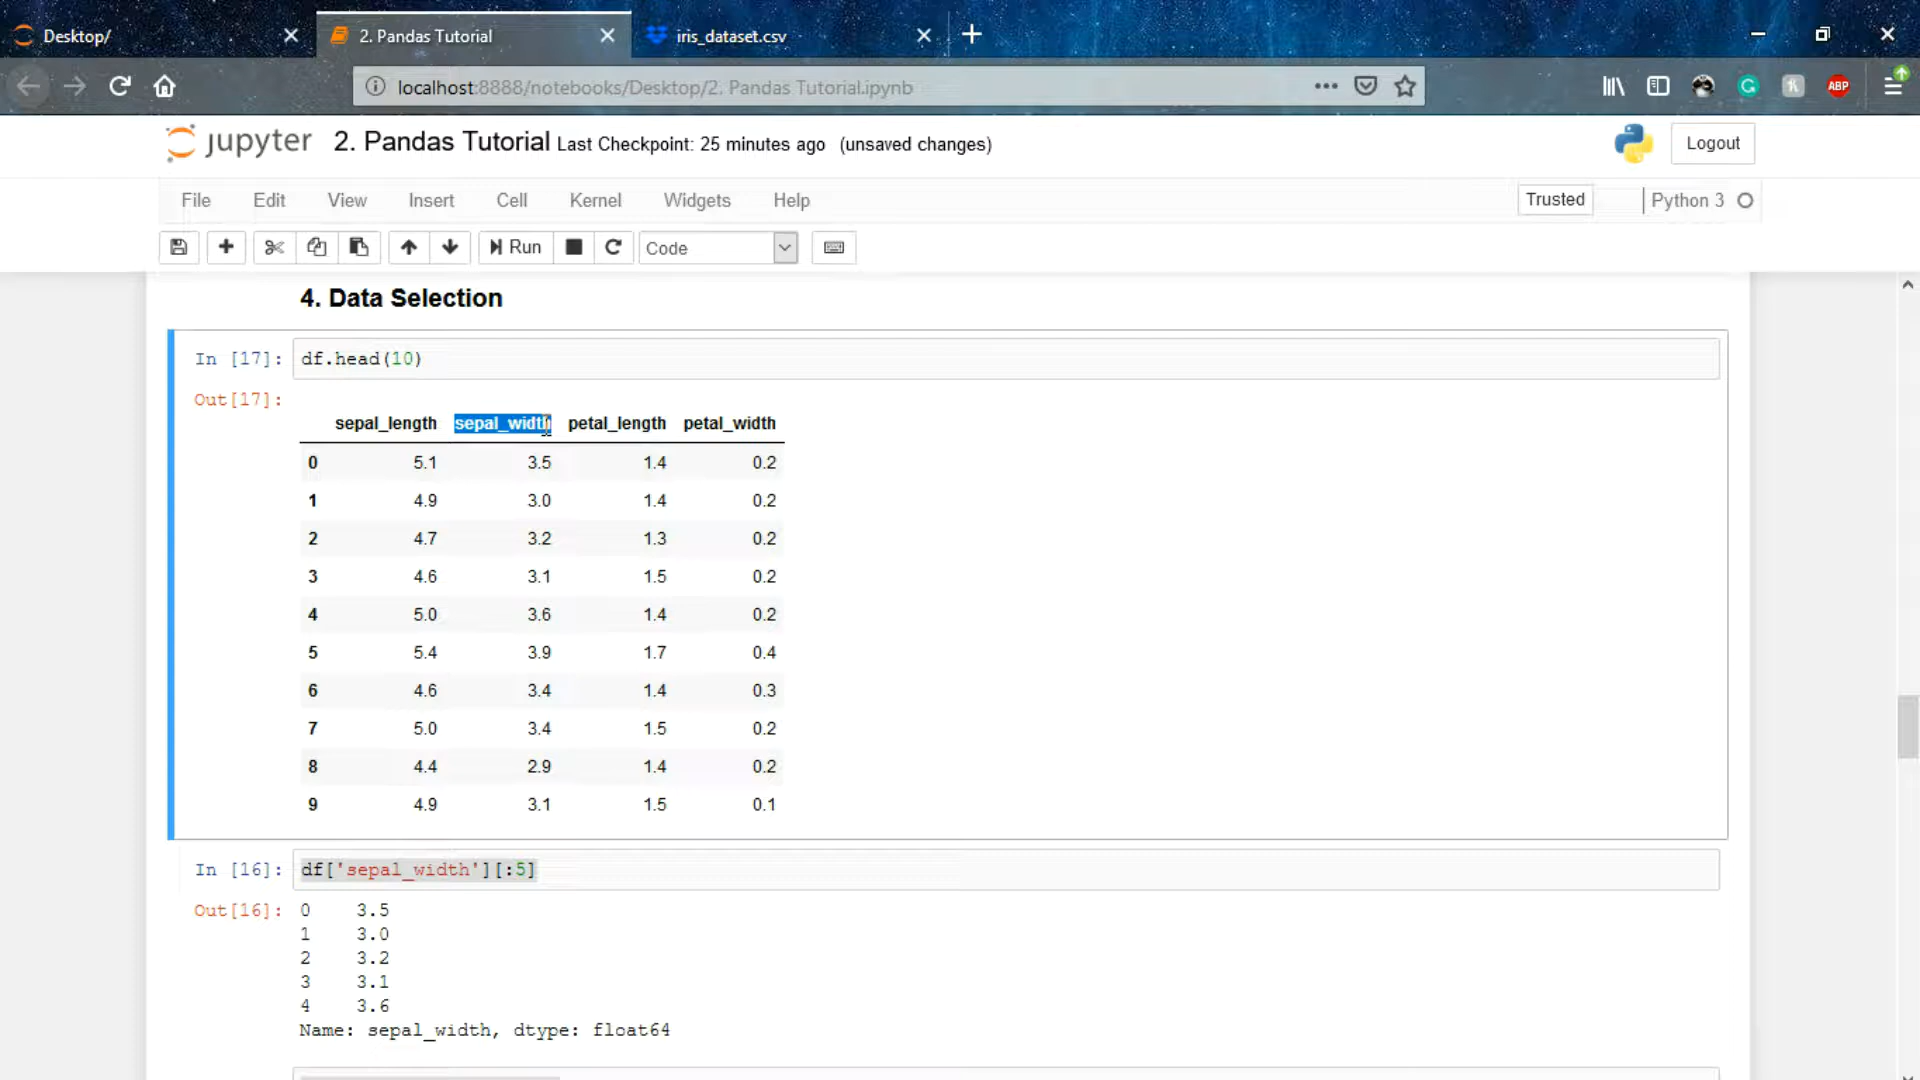 Desktop/
2. Pandas Tutorial
iris_dataset.csv
localhost:8888/notebooks/Desktop/2. Pandas Tutorial.ipynb
ABP
jupyter 2. Pandas Tutorial Last Checkpoint: 25 minutes ago (unsaved changes)
Logout
File Edit View Insert Cell Kernel Widgets Help
Trusted
Python 3
Run
Code
4. Data Selection
In [17]: df.head(10)
Out[17]:
sepal_length sepal_width petal_length petal_width
0 5.1 3.5 1.4 0.2
1 4.9 3.0 1.4 0.2
2 4.7 3.2 1.3 0.2
3 4.6 3.1 1.5 0.2
4 5.0 3.6 1.4 0.2
5 5.4 3.9 1.7 0.4
6 4.6 3.4 1.4 0.3
7 5.0 3.4 1.5 0.2
8 4.4 2.9 1.4 0.2
9 4.9 3.1 1.5 0.1
In [16]: df['sepal_width'][:5]
Out[16]: 0 3.5
1 3.0
2 3.2
3 3.1
4 3.6
Name: sepal_width, dtype: float64